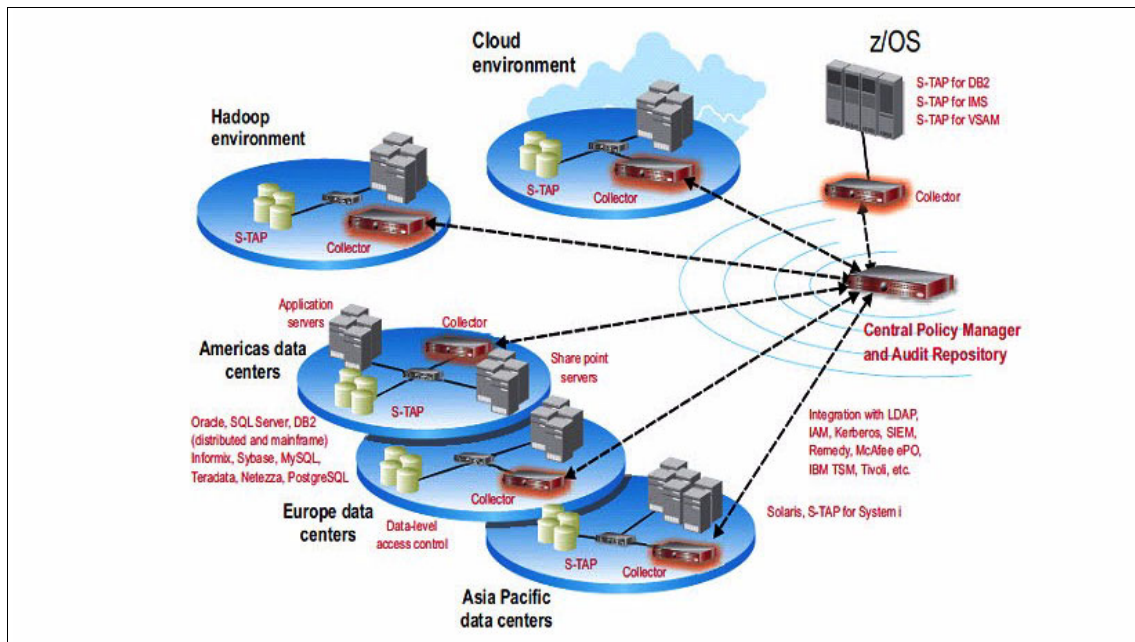 Cloud
environment
z/OS
S-TAP for DB2
S-TAP for IMS
S-TAP for VSAM
Hadoop
environment
S-TAP
Collector
Collector
S-TAP
Collector
Application
servers
Collector
Central Policy Manager
and Audit Repository
Americas data
centers
Share point
servers
S-TAP
Oracle, SQL Server, DB2
(distributed and mainframe)
Informix, Sybase, MySQL,
Teradata, Netezza, PostgreSQL
Integration with LDAP,
IAM, Kerberos, SIEM,
Remedy, McAfee ePO,
IBM TSM, Tivoli, etc.
Collector
Europe data
centers
Data-level
access control
Solaris, S-TAP for System i
S-TAP
Collector
Asia Pacific
data centers